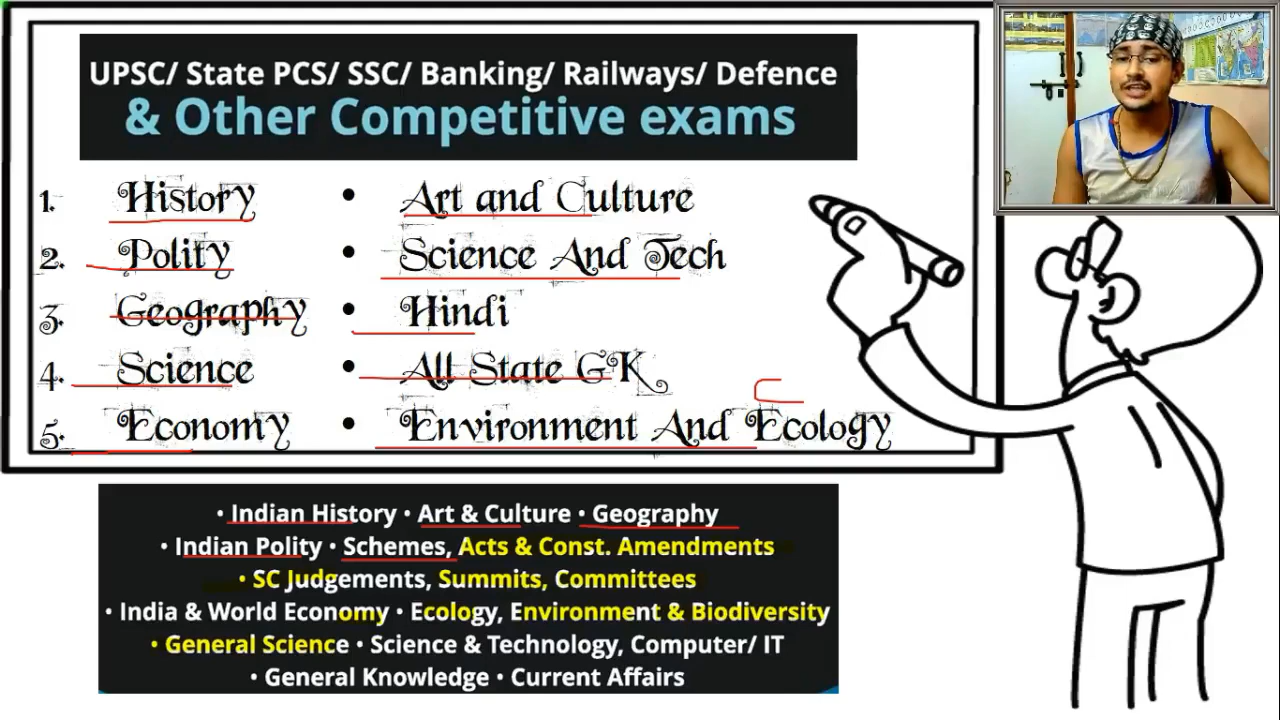 UPSC/ State PCS/ SSC/ Banking/ Railways/ Defence
& Other Competitive exams
1. History • Art and Culture
2. Polity • Science And Tech
3. Geography • Hindi
4. Science • All State GK
5. Economy • Environment And Ecology
• Indian History • Art & Culture • Geography
• Indian Polity • Schemes, Acts & Const. Amendments
• SC Judgements, Summits, Committees
• India & World Economy • Ecology, Environment & Biodiversity
• General Science • Science & Technology, Computer/ IT
• General Knowledge • Current Affairs